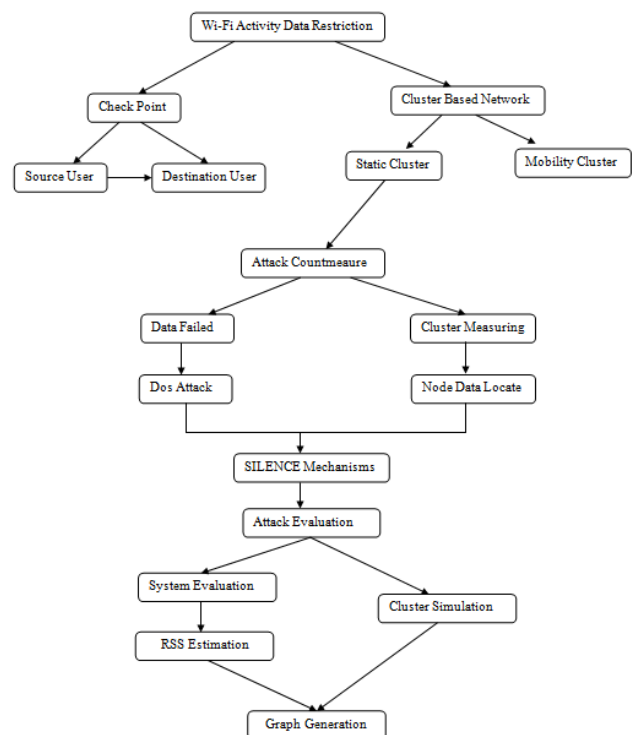 Wi-Fi Activity Data Restriction
Check Point
Cluster Based Network
Source User
Destination User
Static Cluster
Mobility Cluster
Attack Countmeaure
Data Failed
Cluster Measuring
Dos Attack
Node Data Locate
SILENCE Mechanisms
Attack Evaluation
System Evaluation
Cluster Simulation
RSS Estimation
Graph Generation